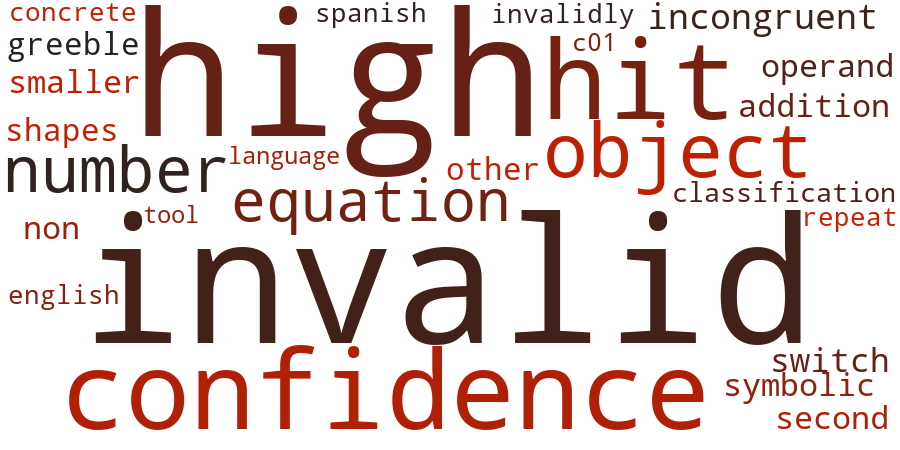 concrete
spanish
invalidly
incongruent
greeble
high
hit
c01
operand
smaller
addition
shapes
number
language
other
object
equation
classification
non
tool
repeat
invalid
english
confidence
switch
symbolic
second